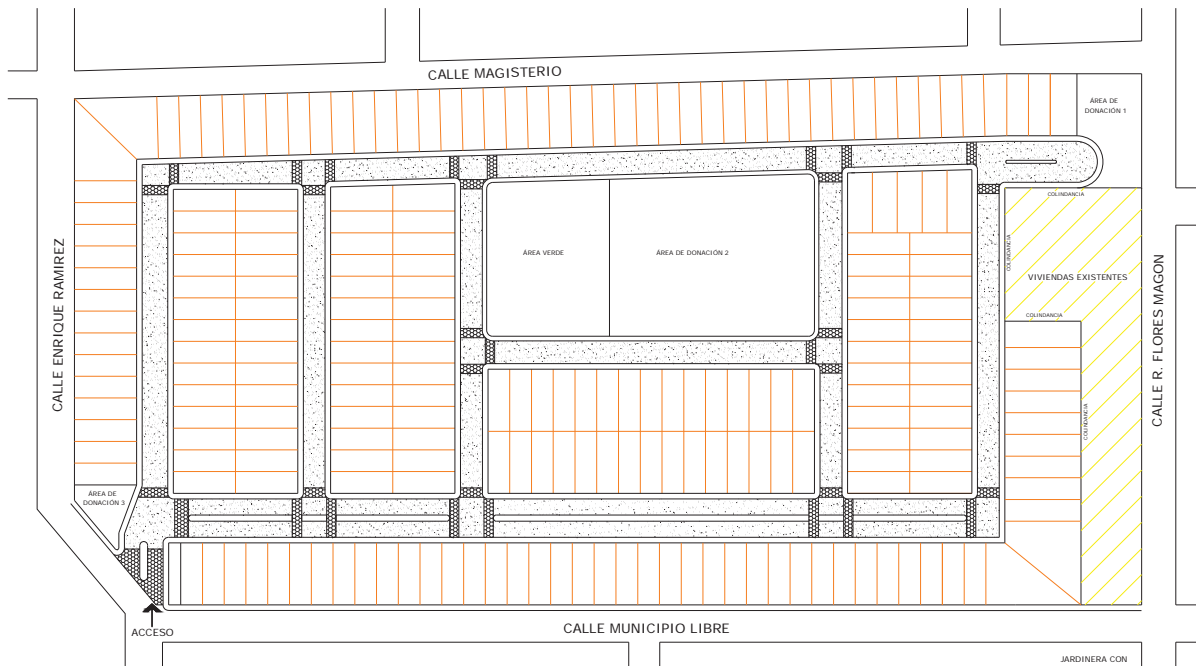 CALLE MAGISTERIO
ÁREA DE
DONACIÓN 1
COLINDANCIA
COLINDANCIA
ÁREA VERDE
ÁREA DE DONACIÓN 2
VIVIENDAS EXISTENTES
COLINDANCIA
CALLE ENRIQUE RAMIREZ
CALLE R. FLORES MAGON
COLINDANCIA
ÁREA DE
DONACIÓN 3
ACCESO
CALLE MUNICIPIO LIBRE
JARDINERA CON